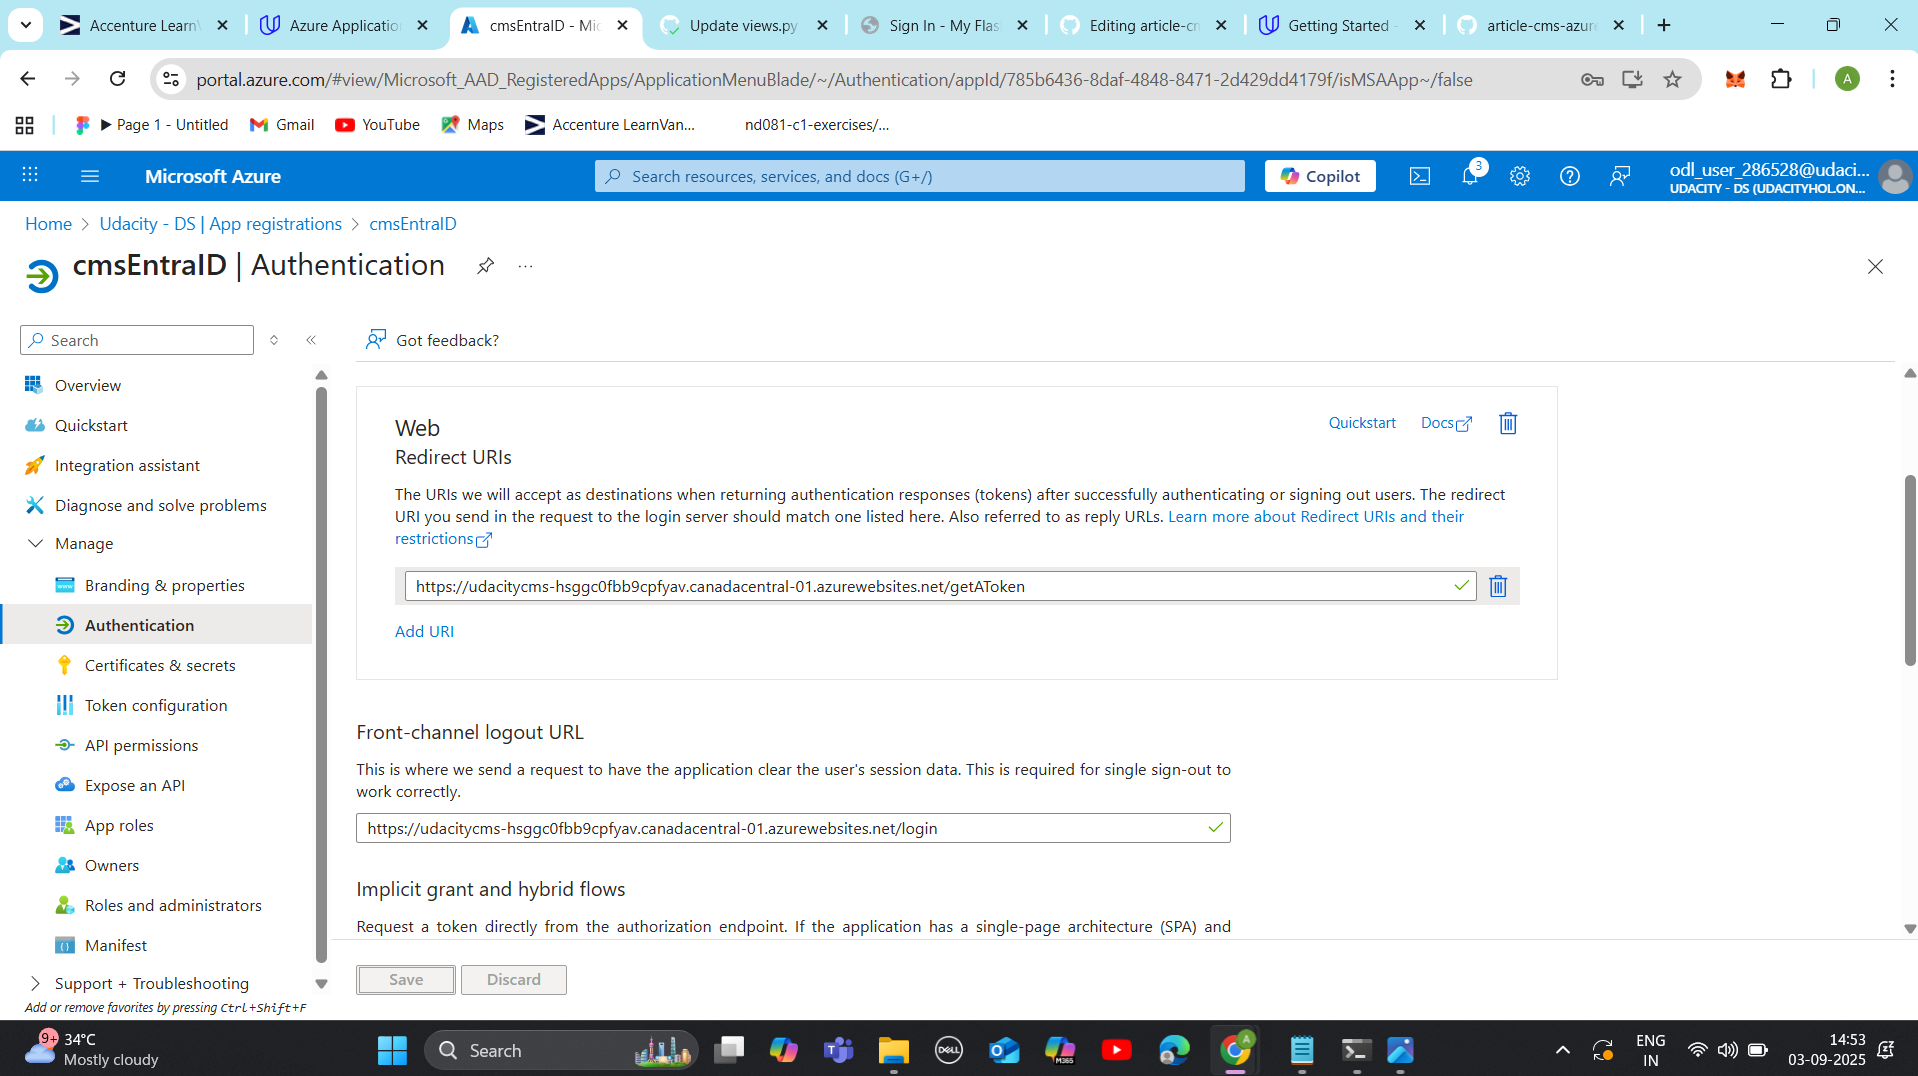 Accenture LearnV
Azure Application
cmsEntraID - Mic
Update views.py
Sign In - My Flas
Editing article-cm
Getting Started -
article-cms-azure
portal.azure.com/#view/Microsoft_AAD_RegisteredApps/ApplicationMenuBlade/~/Authentication/appId/785b6436-8daf-4848-8471-2d429dd4179f/isMSAApp~/false
A
▶ Page 1 - Untitled
Gmail
YouTube
Maps
Accenture LearnVan...
nd081-c1-exercises/...
Microsoft Azure
Search resources, services, and docs (G+/)
Copilot
3
odl_user_286528@udaci...
UDACITY - DS (UDACITYHOL.ON...
Home > Udacity - DS | App registrations > cmsEntraID
cmsEntraID | Authentication
Search
Got feedback?
Overview
Quickstart
Integration assistant
Diagnose and solve problems
Manage
Branding & properties
Authentication
Certificates & secrets
Token configuration
API permissions
Expose an API
App roles
Owners
Roles and administrators
Manifest
Support + Troubleshooting
Add or remove favorites by pressing Ctrl+Shift+F
Web
Quickstart
Docs
Redirect URIs
The URIs we will accept as destinations when returning authentication responses (tokens) after successfully authenticating or signing out users. The redirect
URI you send in the request to the login server should match one listed here. Also referred to as reply URLs. Learn more about Redirect URIs and their
restrictions
https://udacitycms-hsggc0fbb9cpfyav.canadacentral-01.azurewebsites.net/getAToken
Add URI
Front-channel logout URL
This is where we send a request to have the application clear the user's session data. This is required for single sign-out to
work correctly.
https://udacitycms-hsggc0fbb9cpfyav.canadacentral-01.azurewebsites.net/login
Implicit grant and hybrid flows
Request a token directly from the authorization endpoint. If the application has a single-page architecture (SPA) and
Save
Discard
9+
34°C
Mostly cloudy
Search
DELL
M365
A
ENG
IN
14:53
03-09-2025